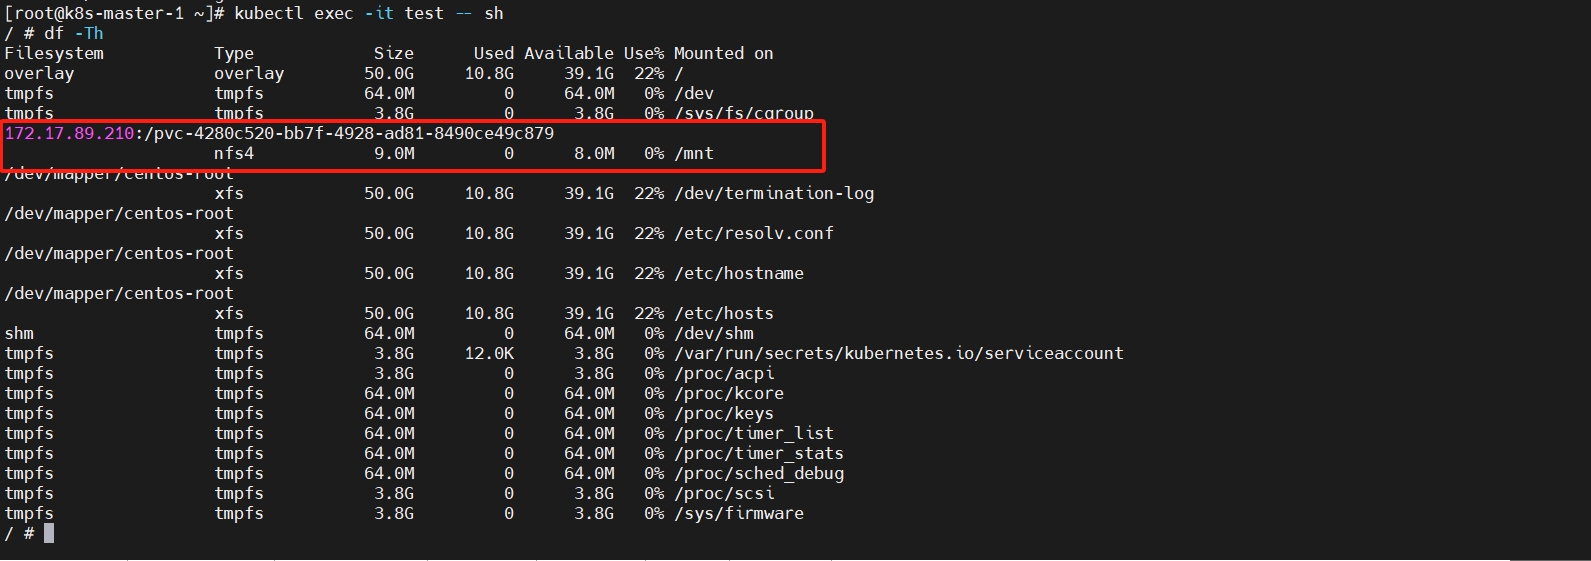 [root@k8s-master-1 ~]# kubectl exec -it test -- sh
/ # df -Th
Filesystem           Type            Size      Used Available Use% Mounted on
overlay              overlay        50.0G     10.8G     39.1G  22% /
tmpfs                tmpfs          64.0M         0     64.0M   0% /dev
tmpfs                tmpfs           3.8G         0      3.8G   0% /sys/fs/cgroup
172.17.89.210:/pvc-4280c520-bb7f-4928-ad81-8490ce49c879
                     nfs4            9.0M         0      8.0M   0% /mnt
/dev/mapper/centos-root
                     xfs            50.0G     10.8G     39.1G  22% /dev/termination-log
/dev/mapper/centos-root
                     xfs            50.0G     10.8G     39.1G  22% /etc/resolv.conf
/dev/mapper/centos-root
                     xfs            50.0G     10.8G     39.1G  22% /etc/hostname
/dev/mapper/centos-root
                     xfs            50.0G     10.8G     39.1G  22% /etc/hosts
shm                  tmpfs          64.0M         0     64.0M   0% /dev/shm
tmpfs                tmpfs           3.8G     12.0K      3.8G   0% /var/run/secrets/kubernetes.io/serviceaccount
tmpfs                tmpfs           3.8G         0      3.8G   0% /proc/acpi
tmpfs                tmpfs          64.0M         0     64.0M   0% /proc/kcore
tmpfs                tmpfs          64.0M         0     64.0M   0% /proc/keys
tmpfs                tmpfs          64.0M         0     64.0M   0% /proc/timer_list
tmpfs                tmpfs          64.0M         0     64.0M   0% /proc/timer_stats
tmpfs                tmpfs          64.0M         0     64.0M   0% /proc/sched_debug
tmpfs                tmpfs           3.8G         0      3.8G   0% /proc/scsi
tmpfs                tmpfs           3.8G         0      3.8G   0% /sys/firmware
/ #